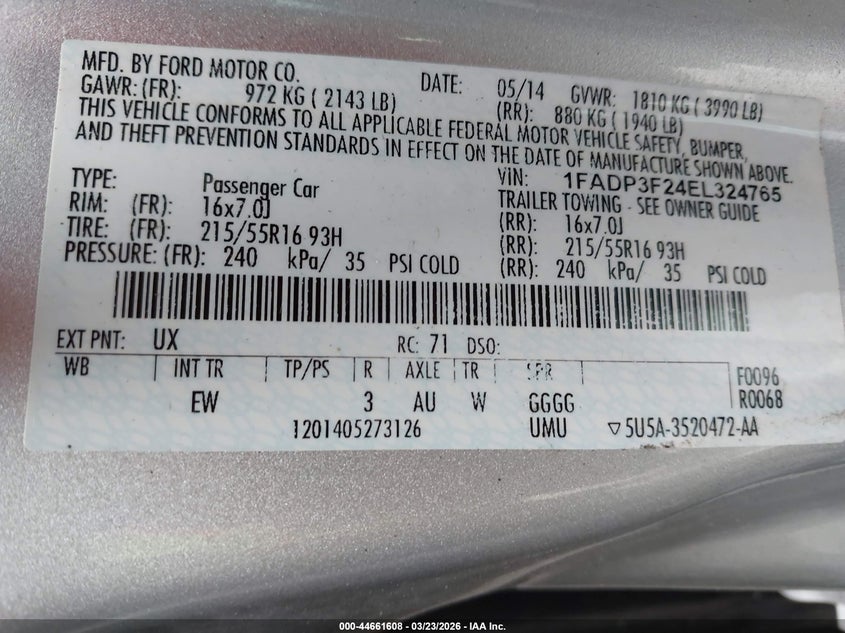 MFD. BY FORD MOTOR CO. DATE: 05/14 GVWR: 1810 KG ( 3990 LB)
GAWR: (FR): 972 KG ( 2143 LB) (RR): 880 KG ( 1940 LB)
THIS VEHICLE CONFORMS TO ALL APPLICABLE FEDERAL MOTOR VEHICLE SAFETY, BUMPER,
AND THEFT PREVENTION STANDARDS IN EFFECT ON THE DATE OF MANUFACTURE SHOWN ABOVE.
VIN: 1FADP3F24EL324765
TYPE: Passenger Car TRAILER TOWING - SEE OWNER GUIDE
RIM: (FR): 16x7.0J (RR): 16x7.0J
TIRE: (FR): 215/55R16 93H (RR): 215/55R16 93H
PRESSURE: (FR): 240 kPa/ 35 PSI COLD (RR): 240 kPa/ 35 PSI COLD
EXT PNT: UX RC: 71 DSO:
WB INT TR TP/PS R AXLE TR SPR F0096
EW 3 AU W GGGG R0068
1201405273126 UMU ▽5U5A-3520472-AA
000-44661608 - 03/23/2026 - IAA Inc.